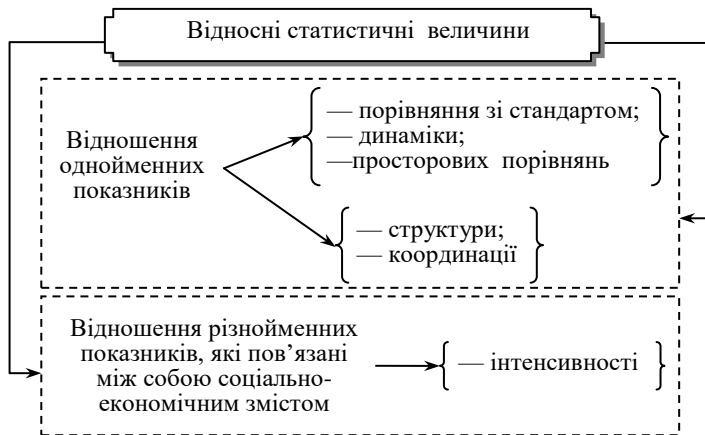 Відносні статистичні величини
Відношення
однойменних
показників
— порівняння зі стандартом;
— динаміки;
—просторових порівнянь
— структури;
— координації
Відношення різнойменних
показників, які пов’язані
між собою соціально-
економічним змістом
— інтенсивності